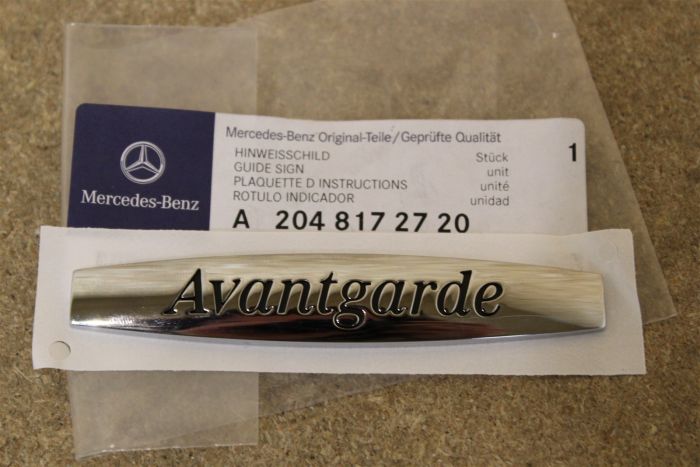 Mercedes-Benz
Mercedes-Benz Original-Teile/Geprüfte Qualität
HINWEISSCHILD Stück 1
GUIDE SIGN unit
PLAQUETTE D INSTRUCTIONS unité
ROTULO INDICADOR unidad
A 204 817 27 20
Avantgarde